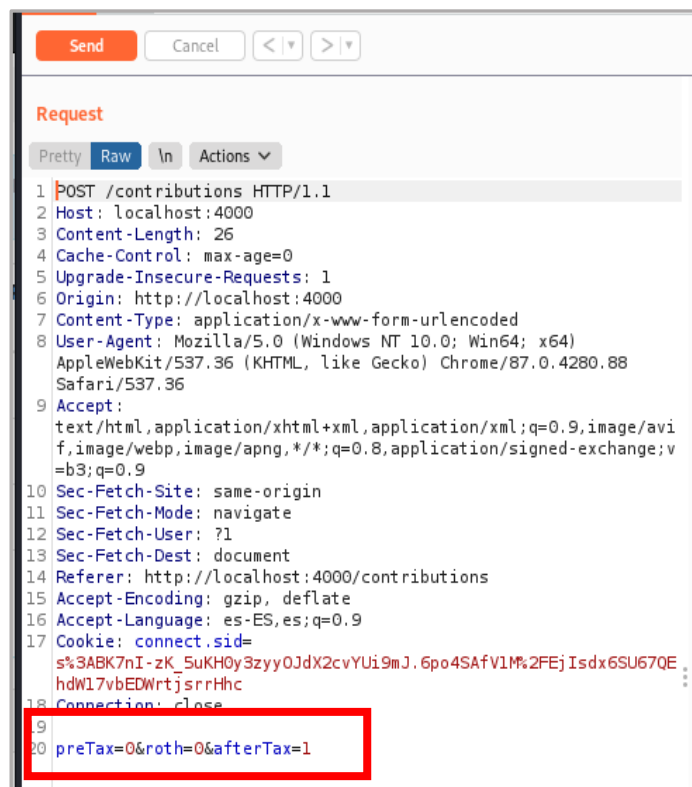 Send Cancel < > 
Request
Pretty Raw \n Actions
1 POST /contributions HTTP/1.1
2 Host: localhost:4000
3 Content-Length: 26
4 Cache-Control: max-age=0
5 Upgrade-Insecure-Requests: 1
6 Origin: http://localhost:4000
7 Content-Type: application/x-www-form-urlencoded
8 User-Agent: Mozilla/5.0 (Windows NT 10.0; Win64; x64)
AppleWebKit/537.36 (KHTML, like Gecko) Chrome/87.0.4280.88
Safari/537.36
9 Accept:
text/html,application/xhtml+xml,application/xml;q=0.9,image/avi
f,image/webp,image/apng,*/*;q=0.8,application/signed-exchange;v
=b3;q=0.9
10 Sec-Fetch-Site: same-origin
11 Sec-Fetch-Mode: navigate
12 Sec-Fetch-User: ?1
13 Sec-Fetch-Dest: document
14 Referer: http://localhost:4000/contributions
15 Accept-Encoding: gzip, deflate
16 Accept-Language: es-ES,es;q=0.9
17 Cookie: connect.sid=
s%3ABK7nI-zK_5uKH0y3zyyOJdX2cvYUi9mJ.6po4SAfV1M%2FEjIsdx6SU67QE
hdW17vbEDWrtjsrrHhc
18 Connection: close
19
20 preTax=0&roth=0&afterTax=1